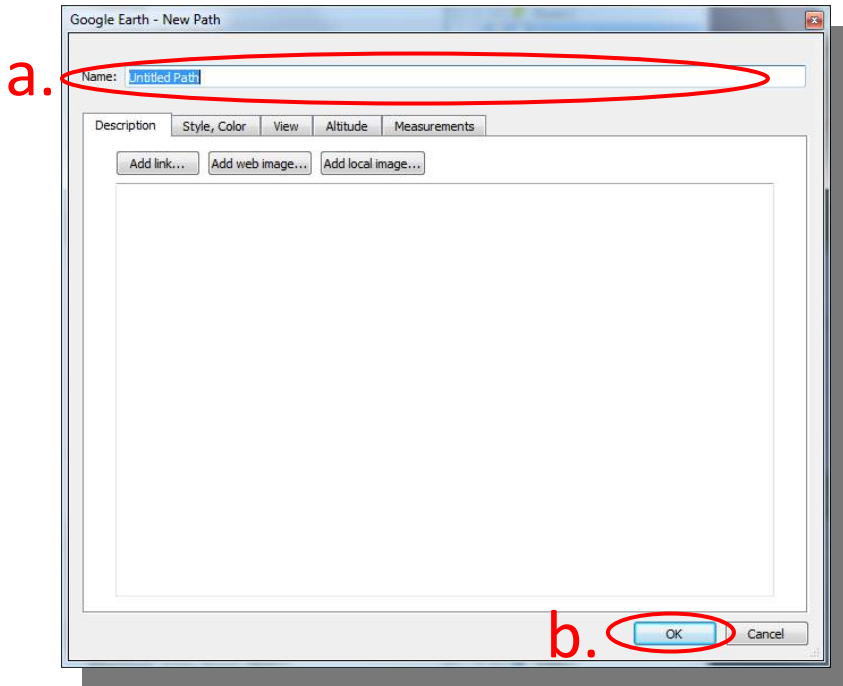 Google Earth - New Path
a.
Name: Untitled Path
Description Style, Color View Altitude Measurements
Add link... Add web image... Add local image...
b.
OK Cancel